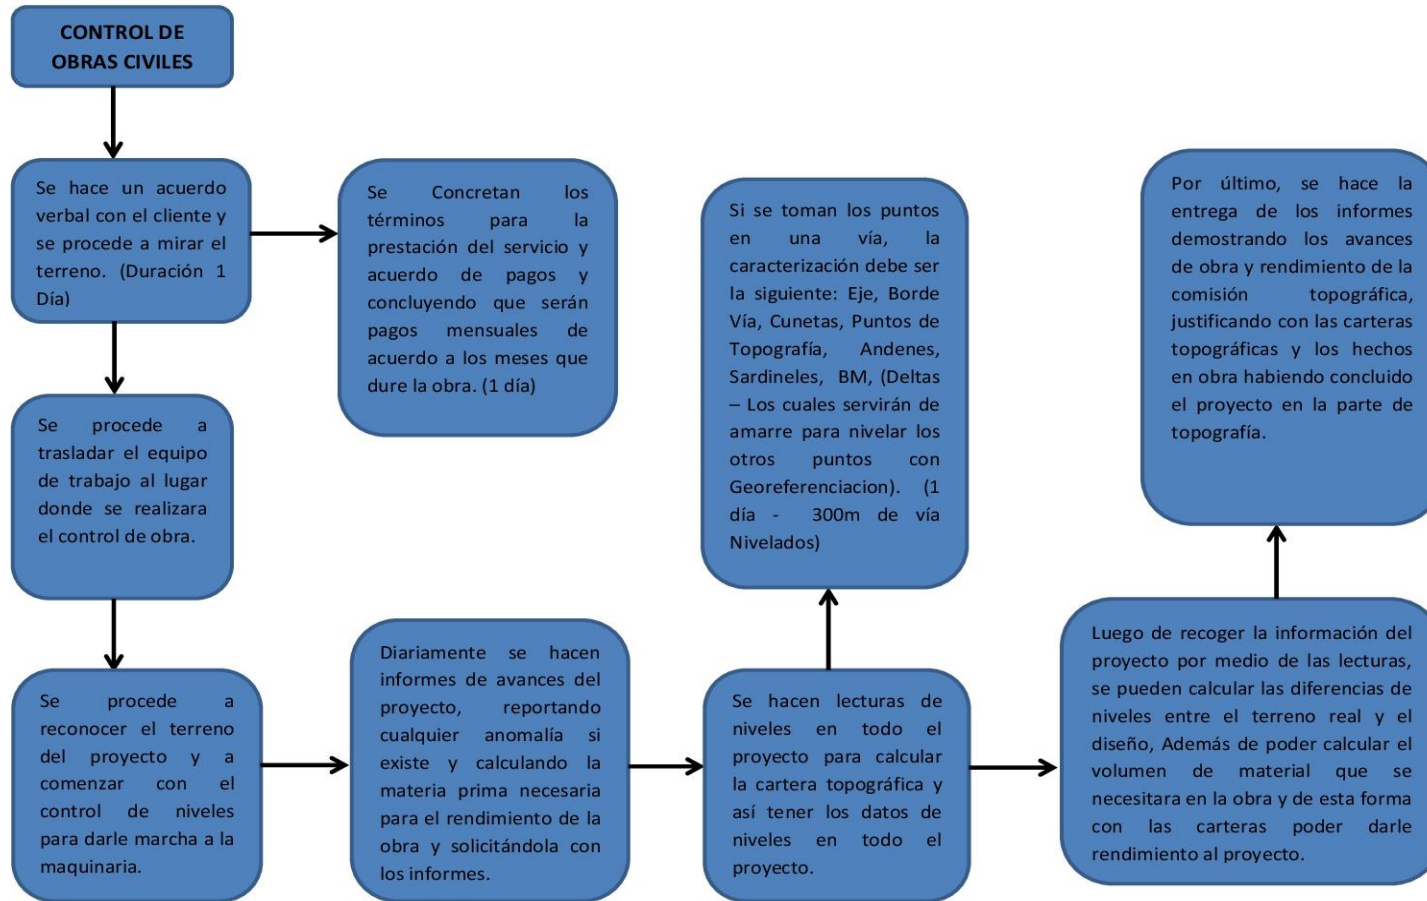 CONTROL DE
OBRAS CIVILES
Se hace un acuerdo
verbal con el cliente y
se procede a mirar el
terreno. (Duración 1
Día)
Se Concretan los
términos para la
prestación del servicio y
acuerdo de pagos y
concluyendo que serán
pagos mensuales de
acuerdo a los meses que
dure la obra. (1 día)
Se procede a
trasladar el equipo
de trabajo al lugar
donde se realizara
el control de obra.
Se procede a
reconocer el terreno
del proyecto y a
comenzar con el
control de niveles
para darle marcha a la
maquinaria.
Diariamente se hacen
informes de avances del
proyecto, reportando
cualquier anomalía si
existe y calculando la
materia prima necesaria
para el rendimiento de la
obra y solicitándola con
los informes.
Se hacen lecturas de
niveles en todo el
proyecto para calcular
la cartera topográfica y
así tener los datos de
niveles en todo el
proyecto.
Si se toman los puntos
en una vía, la
caracterización debe ser
la siguiente: Eje, Borde
Vía, Cunetas, Puntos de
Topografía, Andenes,
Sardineles, BM, (Deltas
– Los cuales servirán de
amarre para nivelar los
otros puntos con
Georeferenciacion). (1
día - 300m de vía
Nivelados)
Luego de recoger la información del
proyecto por medio de las lecturas,
se pueden calcular las diferencias de
niveles entre el terreno real y el
diseño, Además de poder calcular el
volumen de material que se
necesitara en la obra y de esta forma
con las carteras poder darle
rendimiento al proyecto.
Por último, se hace la
entrega de los informes
demostrando los avances
de obra y rendimiento de la
comisión topográfica,
justificando con las carteras
topográficas y los hechos
en obra habiendo concluido
el proyecto en la parte de
topografía.